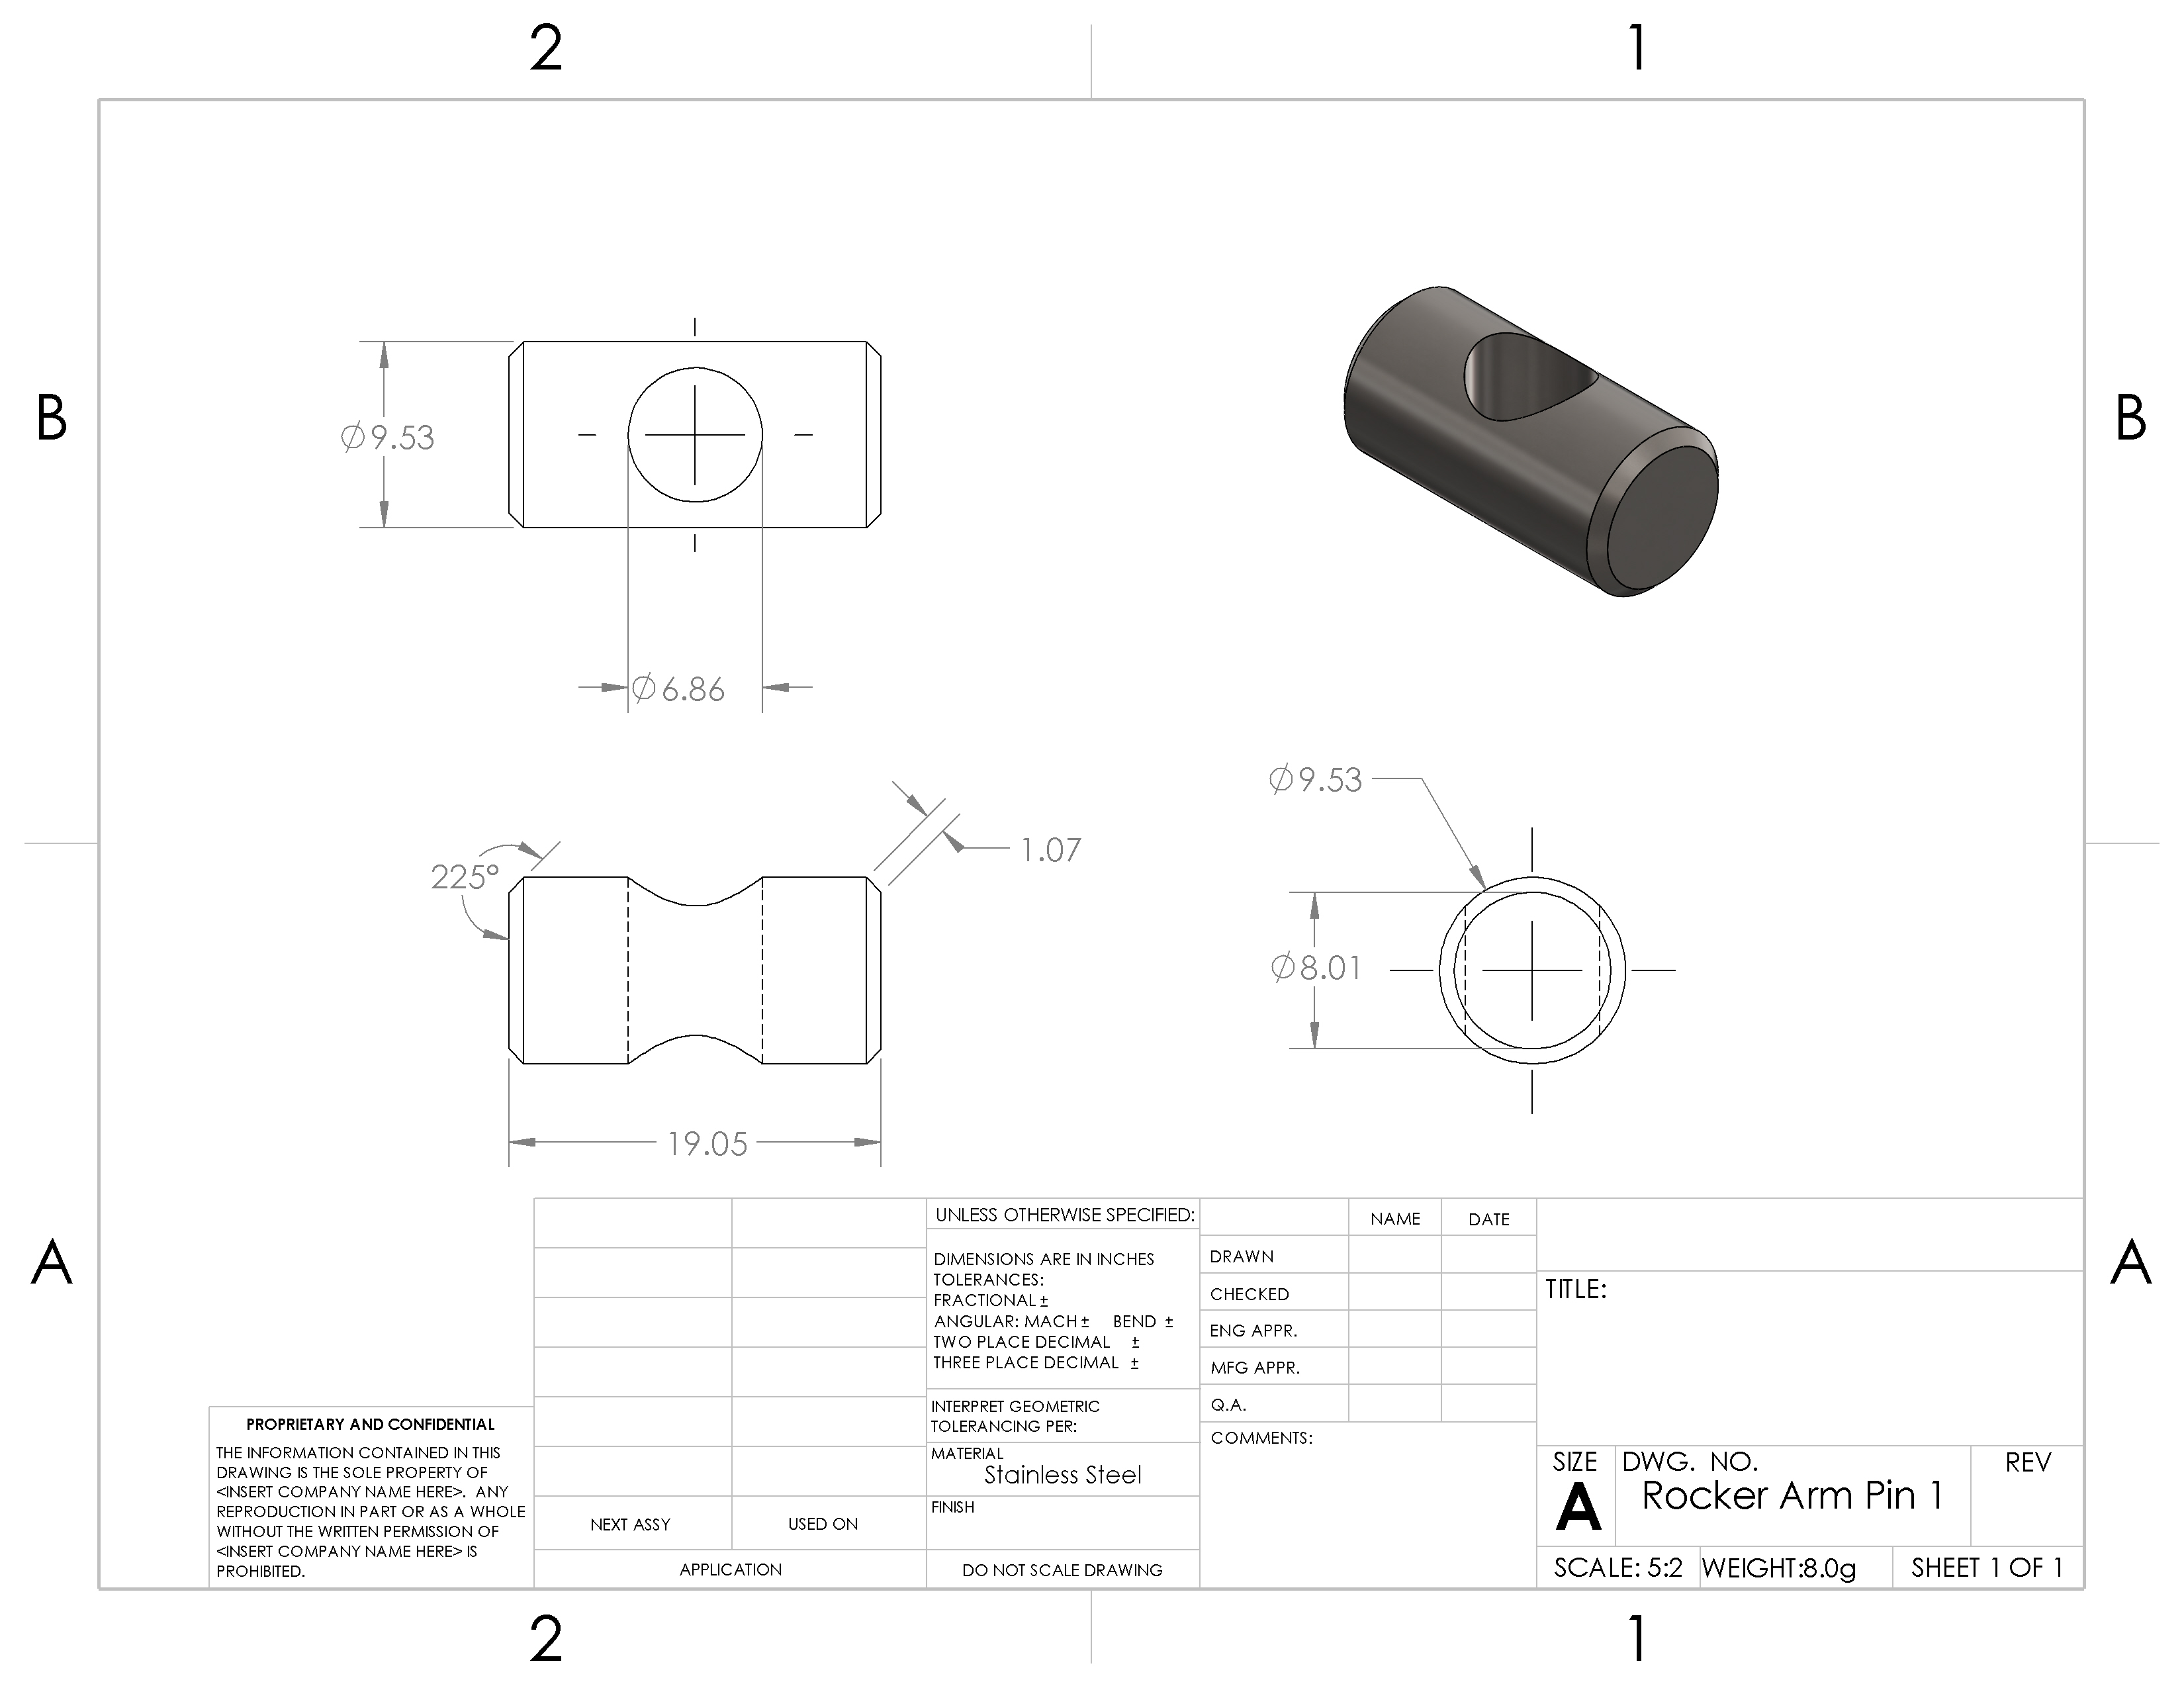 2
1
B
B
⌀9.53
⌀6.86
⌀9.53
225°
1.07
⌀8.01
19.05
A
A
UNLESS OTHERWISE SPECIFIED:
DIMENSIONS ARE IN INCHES
TOLERANCES:
FRACTIONAL ±
ANGULAR: MACH ± BEND ±
TWO PLACE DECIMAL ±
THREE PLACE DECIMAL ±
INTERPRET GEOMETRIC
TOLERANCING PER:
MATERIAL
Stainless Steel
FINISH
DO NOT SCALE DRAWING
NAME DATE
DRAWN
CHECKED
ENG APPR.
MFG APPR.
Q.A.
COMMENTS:
TITLE:
SIZE
A
DWG. NO.
Rocker Arm Pin 1
REV
SCALE: 5:2
WEIGHT:8.0g
SHEET 1 OF 1
PROPRIETARY AND CONFIDENTIAL
THE INFORMATION CONTAINED IN THIS
DRAWING IS THE SOLE PROPERTY OF
<INSERT COMPANY NAME HERE>. ANY
REPRODUCTION IN PART OR AS A WHOLE
WITHOUT THE WRITTEN PERMISSION OF
<INSERT COMPANY NAME HERE> IS
PROHIBITED.
NEXT ASSY
USED ON
APPLICATION
2
1